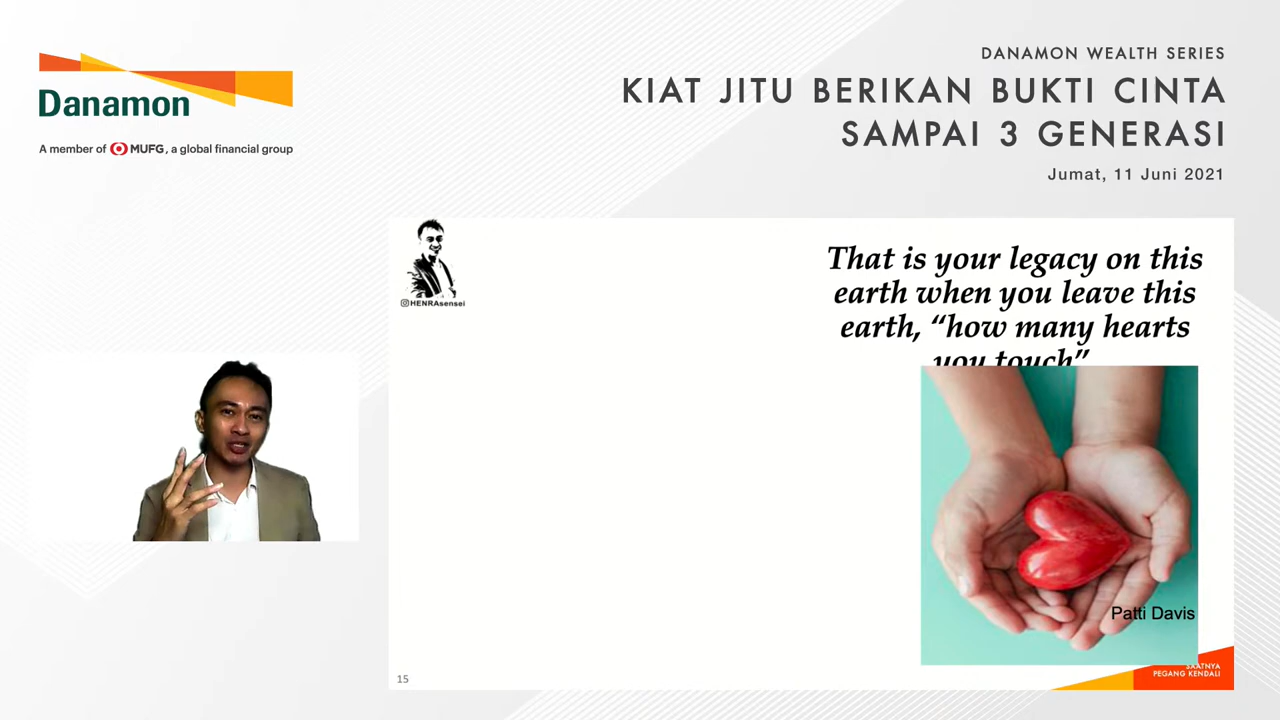 Danamon
A member of MUFG, a global financial group
DANAMON WEALTH SERIES
KIAT JITU BERIKAN BUKTI CINTA
SAMPAI 3 GENERASI
Jumat, 11 Juni 2021
HENRAsensei
That is your legacy on this
earth when you leave this
earth, “how many hearts
you touch”
Patti Davis
15
SAATNYA
PEGANG KENDALI